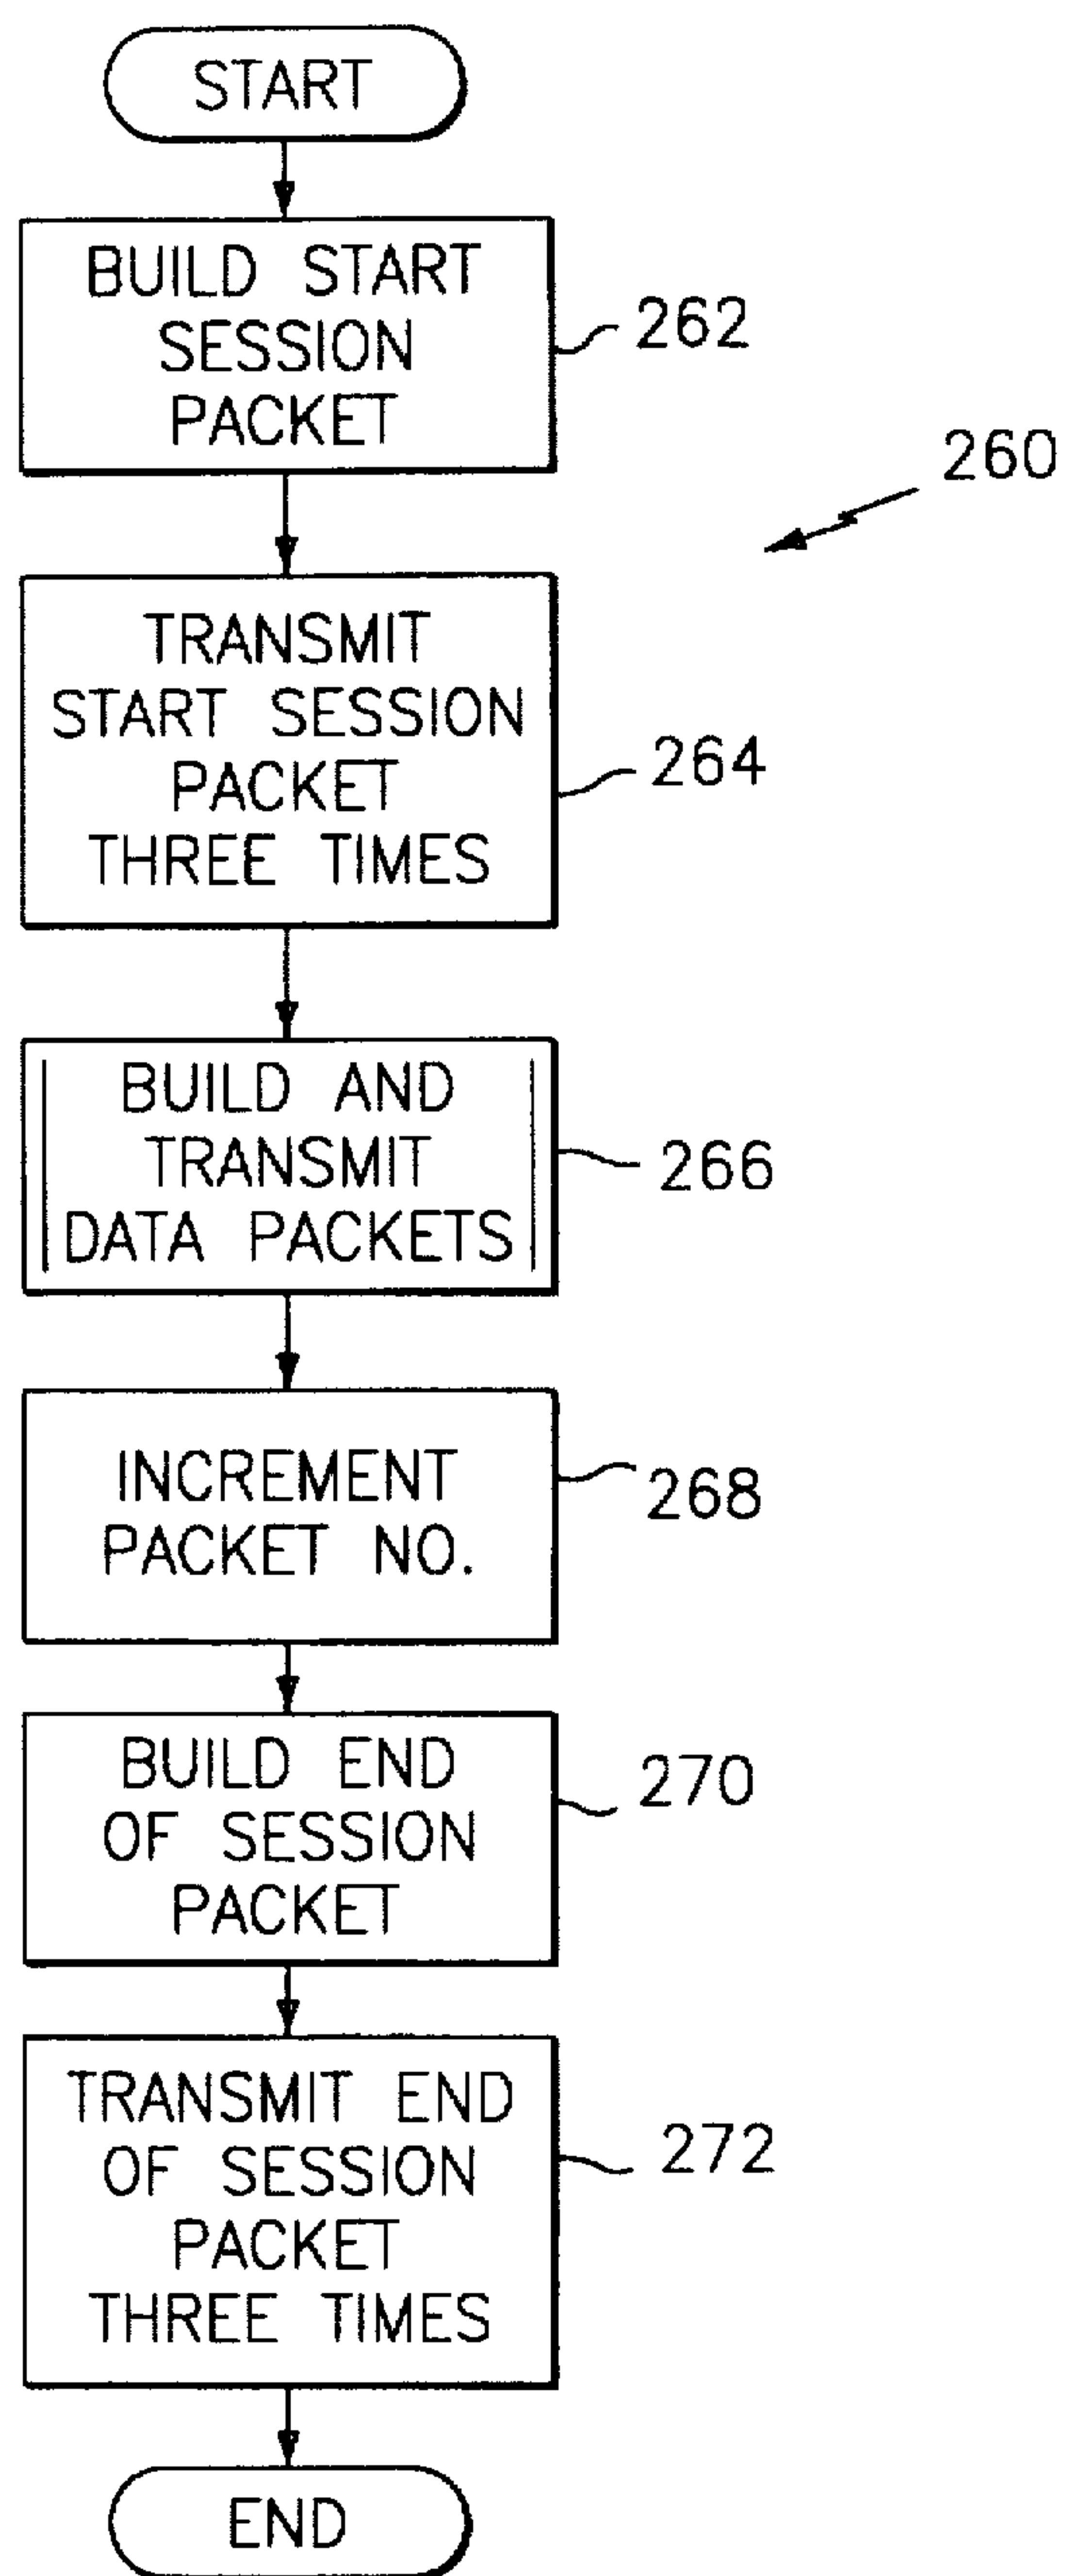 START
BUILD START
SESSION
PACKET
262
260
TRANSMIT
START SESSION
PACKET
THREE TIMES
264
BUILD AND
TRANSMIT
DATA PACKETS
266
INCREMENT
PACKET NO.
268
BUILD END
OF SESSION
PACKET
270
TRANSMIT END
OF SESSION
PACKET
THREE TIMES
272
END